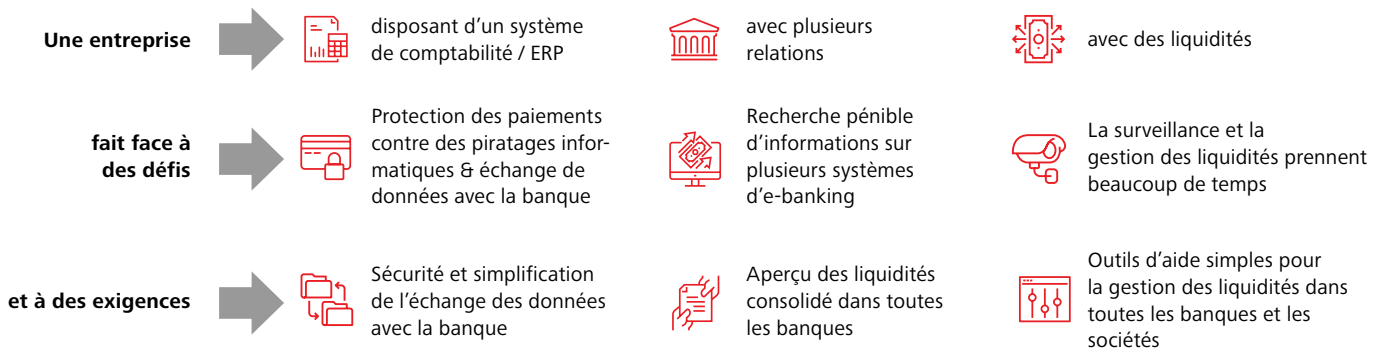 Une entreprise
disposant d'un système
de comptabilité / ERP
avec plusieurs
relations
avec des liquidités
fait face à
des défis
Protection des paiements
contre des piratages infor-
matiques & échange de
données avec la banque
Recherche pénible
d'informations sur
plusieurs systèmes
d'e-banking
La surveillance et la
gestion des liquidités prennent
beaucoup de temps
et à des exigences
Sécurité et simplification
de l'échange des données
avec la banque
Aperçu des liquidités
consolidé dans toutes
les banques
Outils d'aide simples pour
la gestion des liquidités dans
toutes les banques et les
sociétés